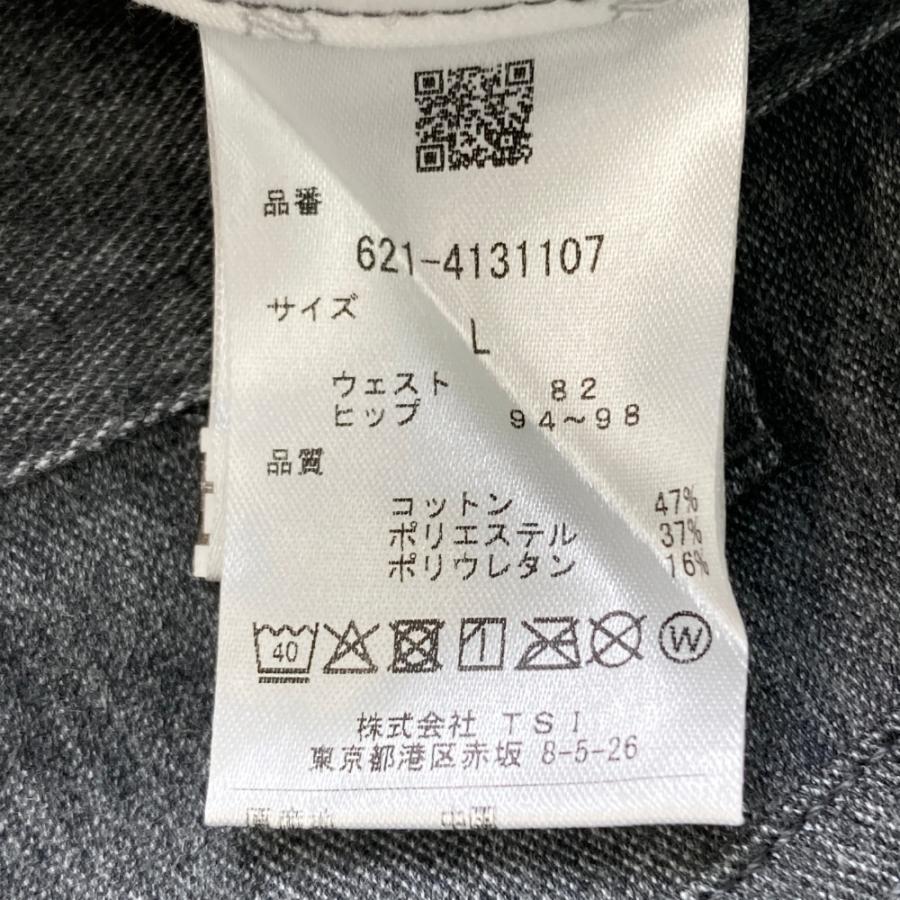 品番
621-4131107
サイズ
L
ウェスト 82
ヒップ 94～98
品質
コットン 47%
ポリエステル 37%
ポリウレタン 16%
40 W
株式会社 TSI
東京都港区赤坂 8-5-26